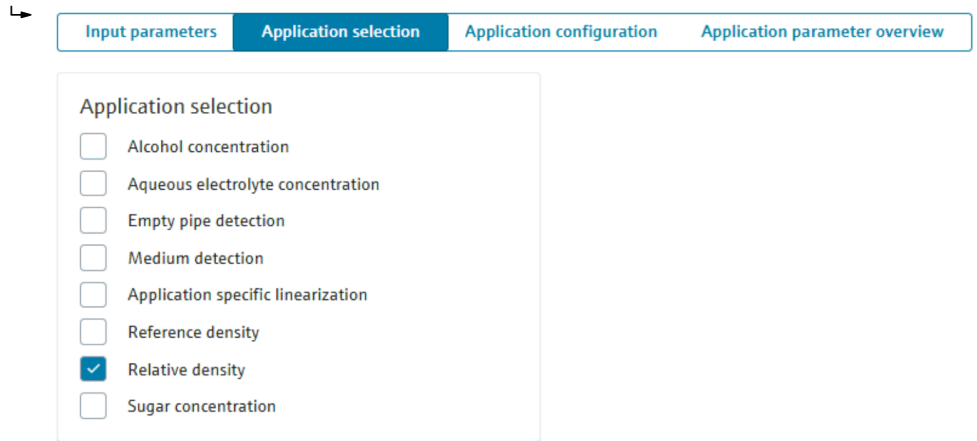 Input parameters Application selection Application configuration Application parameter overview
Application selection
Alcohol concentration
Aqueous electrolyte concentration
Empty pipe detection
Medium detection
Application specific linearization
Reference density
Relative density
Sugar concentration